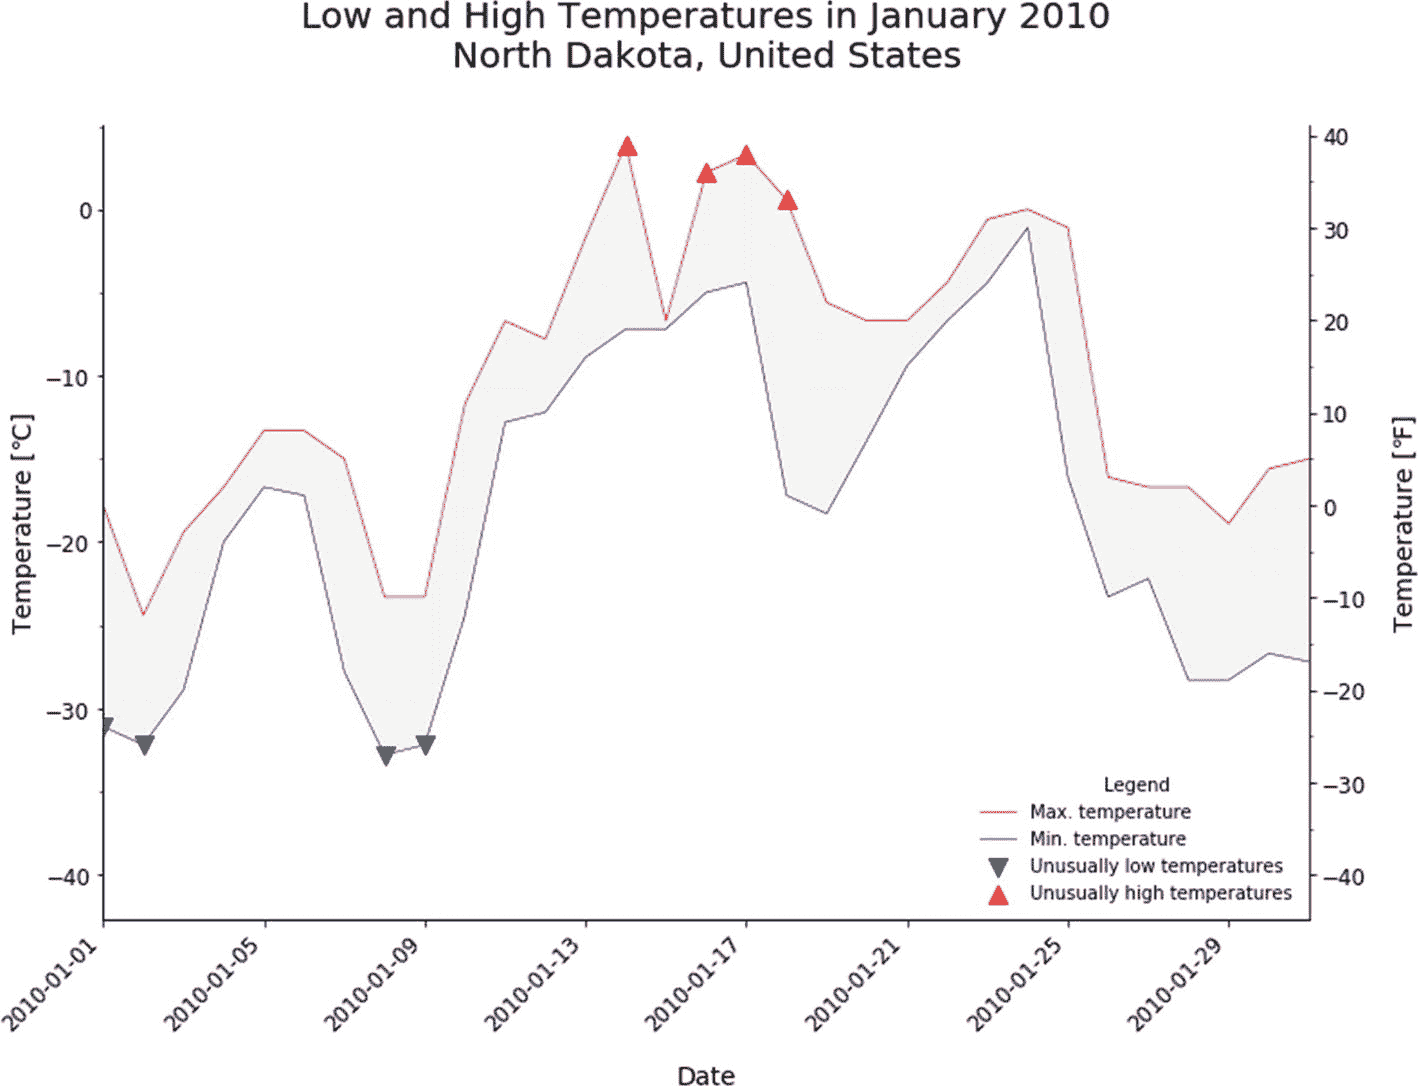 Low and High Temperatures in January 2010
North Dakota, United States
Temperature [°C]
0
−10
−20
−30
−40
40
30
20
10
0
−10
−20
−30
−40
Temperature [°F]
Legend
Max. temperature
Min. temperature
Unusually low temperatures
Unusually high temperatures
2010-01-01
2010-01-05
2010-01-09
2010-01-13
2010-01-17
2010-01-21
2010-01-25
2010-01-29
Date